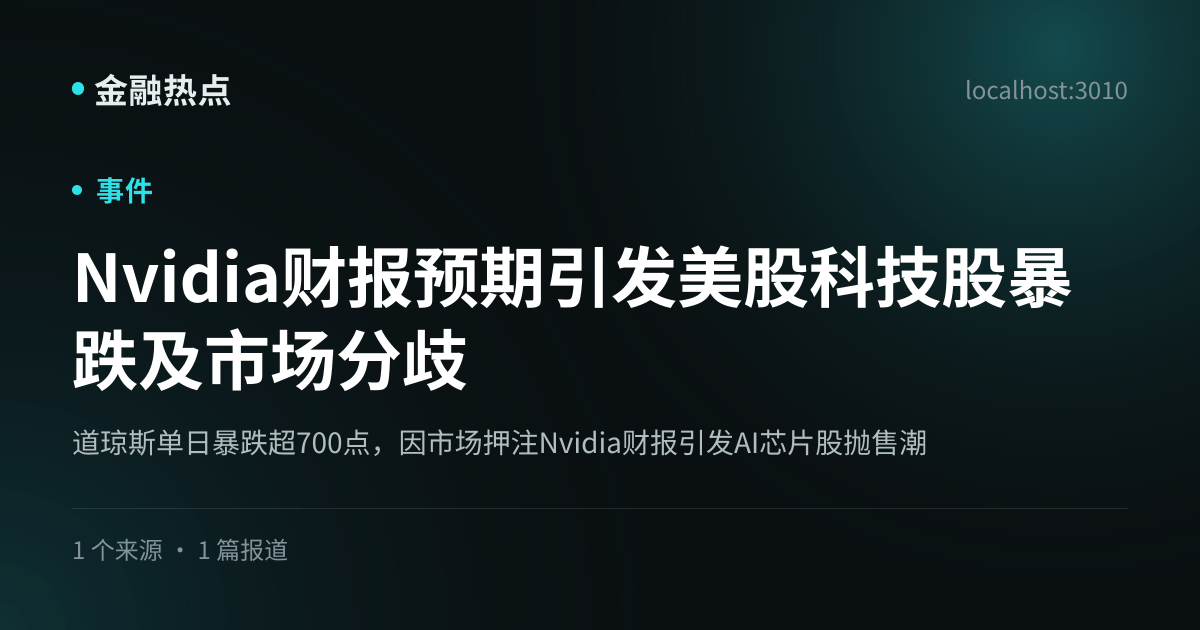 金融热点
localhost:3010
事件
Nvidia财报预期引发美股科技股暴
跌及市场分歧
道琼斯单日暴跌超700点，因市场押注Nvidia财报引发AI芯片股抛售潮
1 个来源 · 1 篇报道